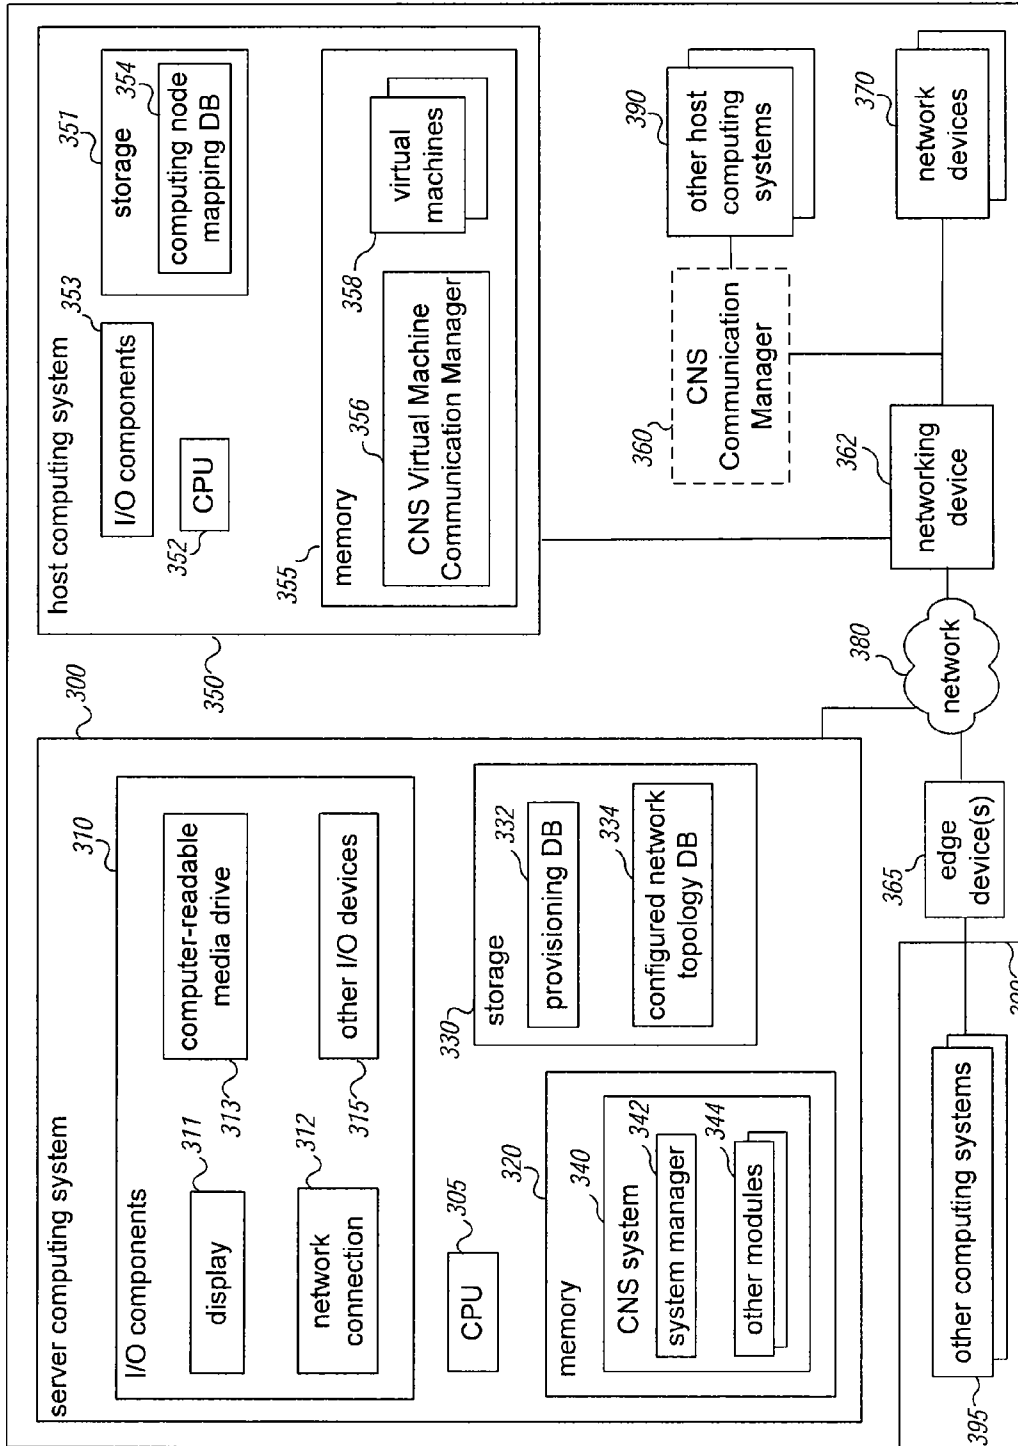 server computing system
300
I/O components
310
display
311
computer-readable
media drive
313
network
connection
312
other I/O devices
315
CPU
305
storage
330
provisioning DB
332
configured network
topology DB
334
memory
320
CNS system
340
system manager
342
other modules
344
host computing system
350
I/O components
353
CPU
352
storage
351
computing node
mapping DB
354
memory
355
CNS Virtual Machine
Communication Manager
356
virtual
machines
358
CNS
Communication
Manager
360
other host
computing
systems
390
networking
device
362
network
devices
370
network
380
edge
device(s)
365
other computing systems
395